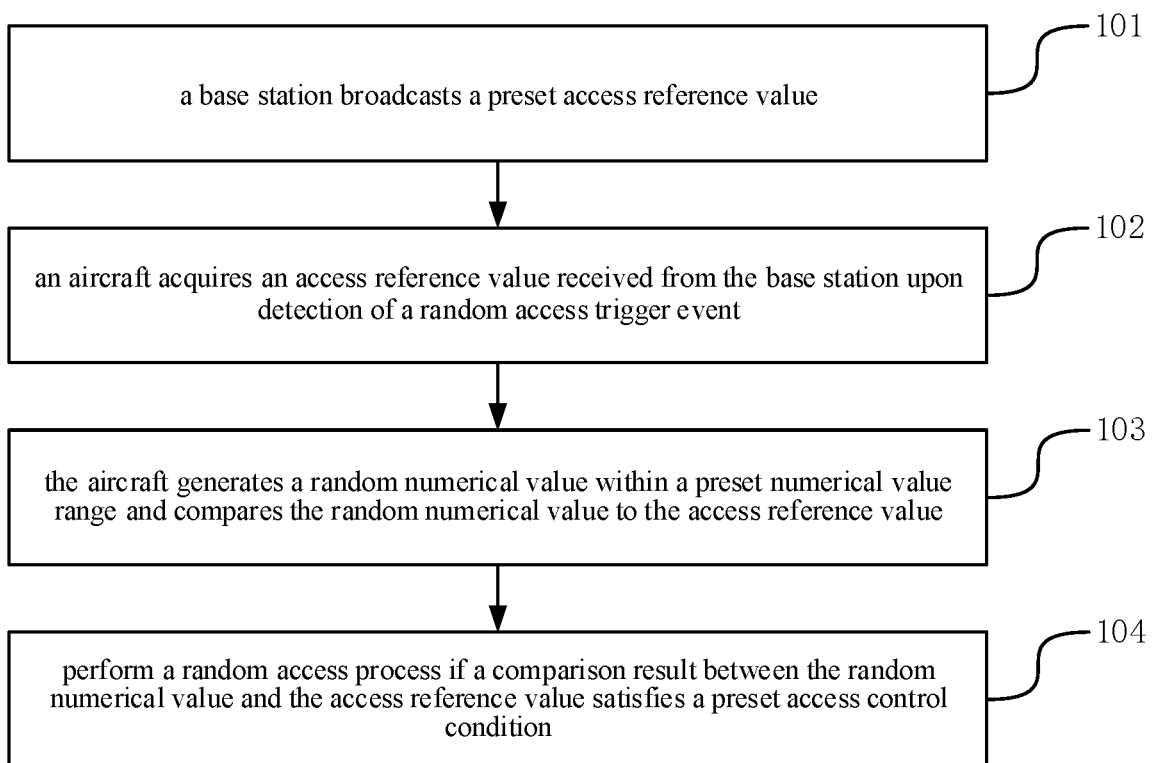 101
a base station broadcasts a preset access reference value
102
an aircraft acquires an access reference value received from the base station upon
detection of a random access trigger event
103
the aircraft generates a random numerical value within a preset numerical value
range and compares the random numerical value to the access reference value
104
perform a random access process if a comparison result between the random
numerical value and the access reference value satisfies a preset access control
condition